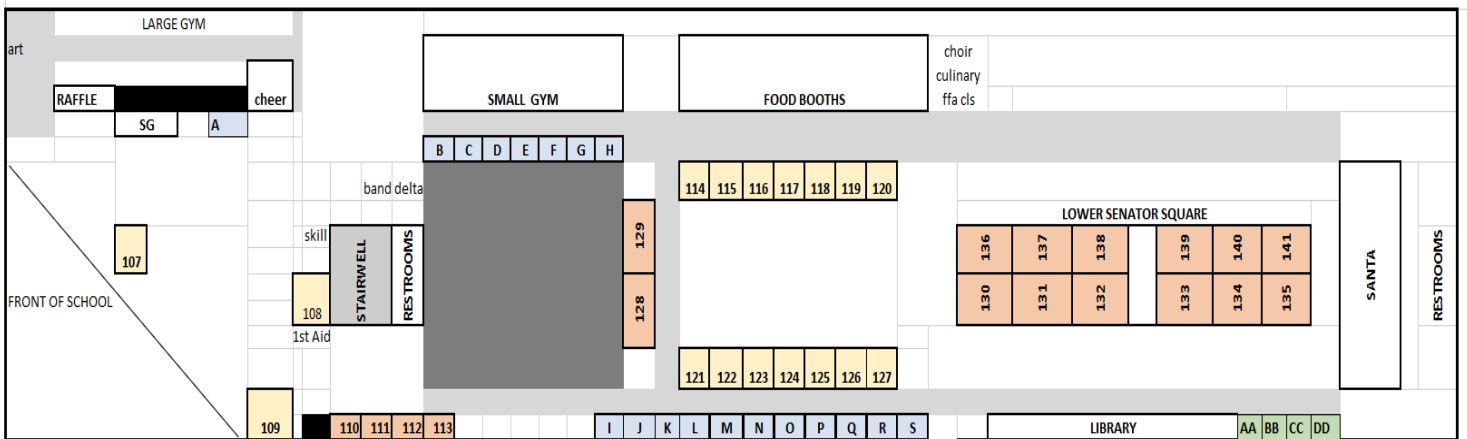 LARGE GYM
art
choir
culinary
RAFFLE
cheer
SMALL GYM
FOOD BOOTHS
ffa cls
SG
A
B C D E F G H
band delta
114 115 116 117 118 119 120
LOWER SENATOR SQUARE
skill
STAIRWELL
RESTROOMS
129
136 137 138 139 140 141
SANTA
RESTROOMS
107
FRONT OF SCHOOL
108
128
130 131 132 133 134 135
1st Aid
121 122 123 124 125 126 127
109
110 111 112 113
I J K L M N O P Q R S
LIBRARY
AA BB CC DD